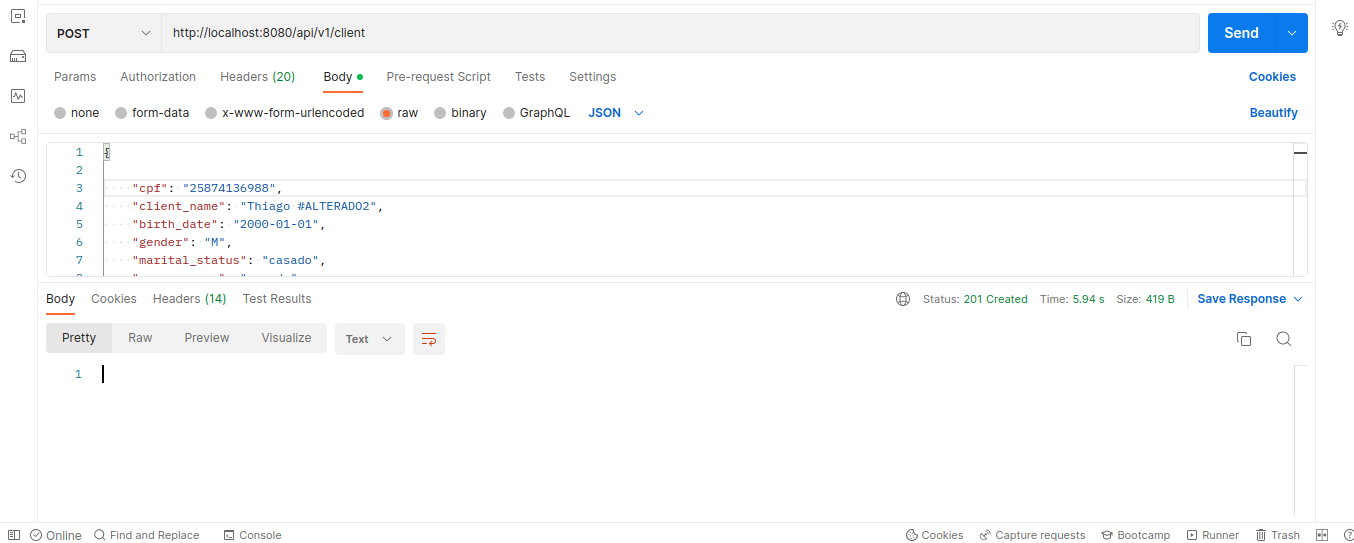 POST http://localhost:8080/api/v1/client Send
Params Authorization Headers (20) Body Pre-request Script Tests Settings Cookies
none form-data x-www-form-urlencoded raw binary GraphQL JSON Beautify
1 {
2
3 "cpf": "25874136988",
4 "client_name": "Thiago #ALTERADO2",
5 "birth_date": "2000-01-01",
6 "gender": "M",
7 "marital_status": "casado",
Body Cookies Headers (14) Test Results Status: 201 Created Time: 5.94 s Size: 419 B Save Response
Pretty Raw Preview Visualize Text
1
Online Find and Replace Console Cookies Capture requests Bootcamp Runner Trash